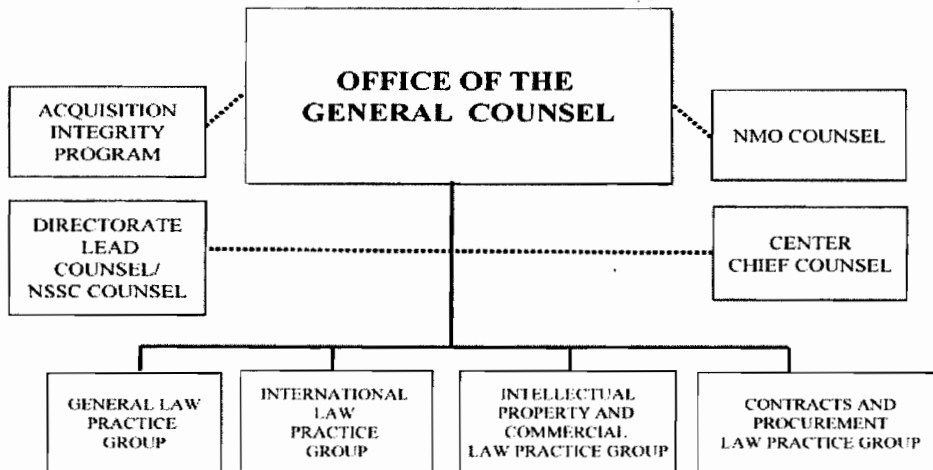 OFFICE OF THE
GENERAL COUNSEL
ACQUISITION
INTEGRITY
PROGRAM
NMO COUNSEL
DIRECTORATE
LEAD
COUNSEL/
NSSC COUNSEL
CENTER
CHIEF COUNSEL
GENERAL LAW
PRACTICE
GROUP
INTERNATIONAL
LAW
PRACTICE
GROUP
INTELLECTUAL
PROPERTY AND
COMMERCIAL
LAW PRACTICE GROUP
CONTRACTS AND
PROCUREMENT
LAW PRACTICE GROUP